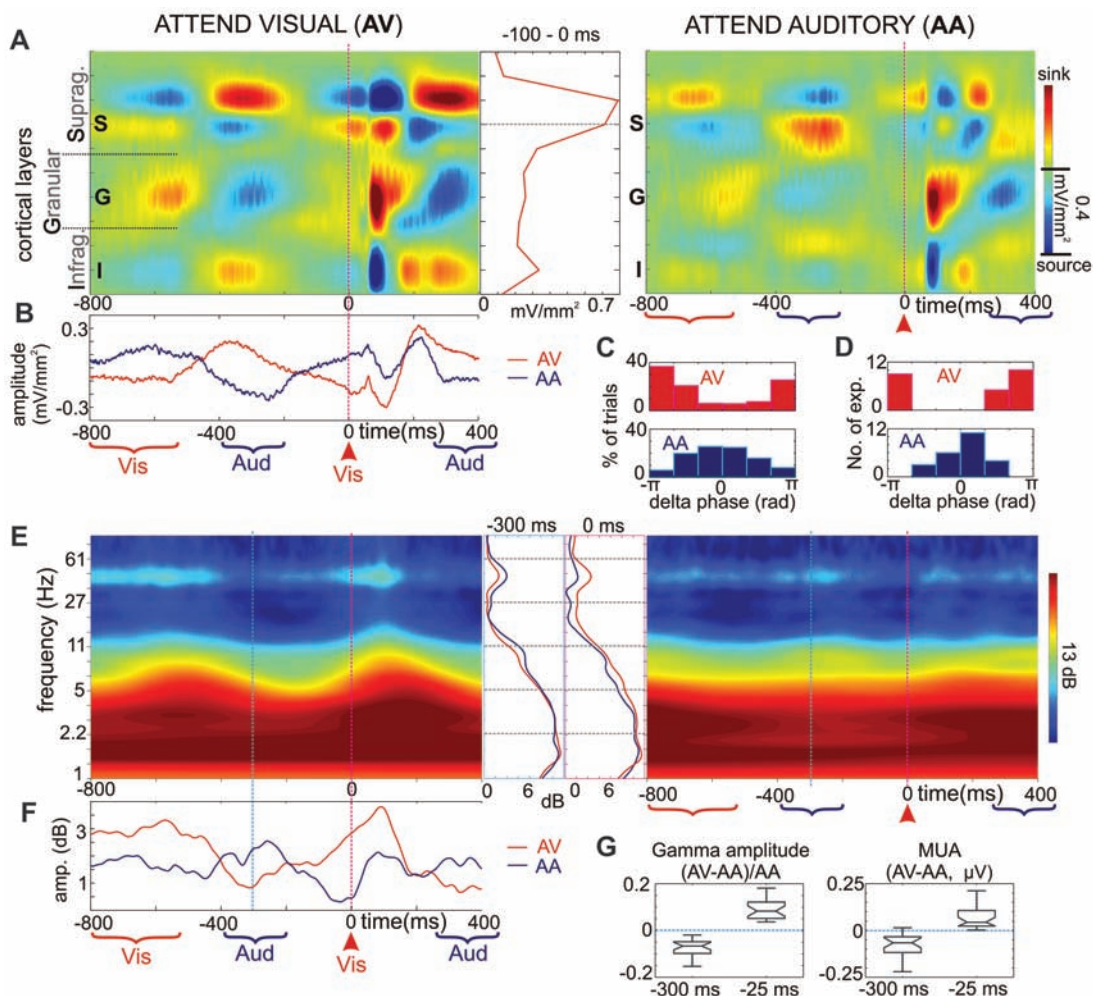 ATTEND VISUAL (AV)
ATTEND AUDITORY (AA)
A
-100 - 0 ms
cortical layers
Suprag.
Granular
Infrag.
S
G
I
-800
-400
0
0
mV/mm²
0.7
S
I
-800
-400
0
time(ms)
400
sink
mV/mm²
0.4
source
B
amplitude
(mV/mm²)
0.3
-0.3
-800
-400
0
time(ms)
400
AV
AA
Vis
Aud
Vis
Aud
C
% of trials
40
0
AV
40
0
AA
-π
0
π
delta phase (rad)
D
No. of exp.
12
0
AV
12
0
AA
-π
0
π
delta phase (rad)
E
frequency (Hz)
61
27
11
5
2.2
1
-800
-400
0
-300 ms
0 ms
0
6
0
6
dB
-800
-400
0
time(ms)
400
13 dB
F
amp. (dB)
3
1
-800
-400
0
time(ms)
400
AV
AA
Vis
Aud
Vis
Aud
G
Gamma amplitude
(AV-AA)/AA
0.2
0
-0.2
-300 ms
-25 ms
MUA
(AV-AA, µV)
0.25
0
-0.25
-300 ms
-25 ms